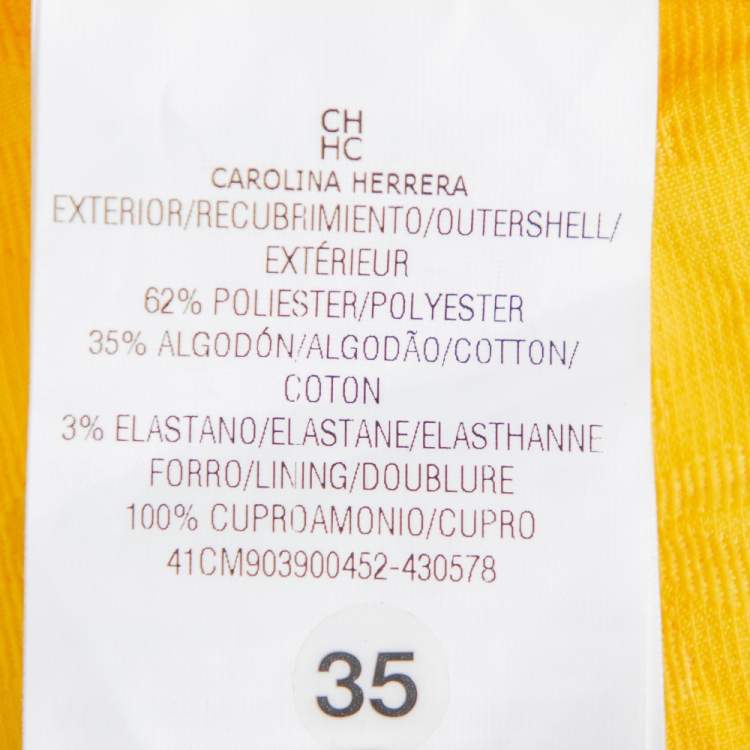 CH
HC
CAROLINA HERRERA
EXTERIOR/RECUBRIMIENTO/OUTERSHELL/
EXTÉRIEUR
62% POLIESTER/POLYESTER
35% ALGODÓN/ALGODÃO/COTTON/
COTON
3% ELASTANO/ELASTANE/ELASTHANNE
FORRO/LINING/DOUBLURE
100% CUPROAMONIO/CUPRO
41CM903900452-430578
35